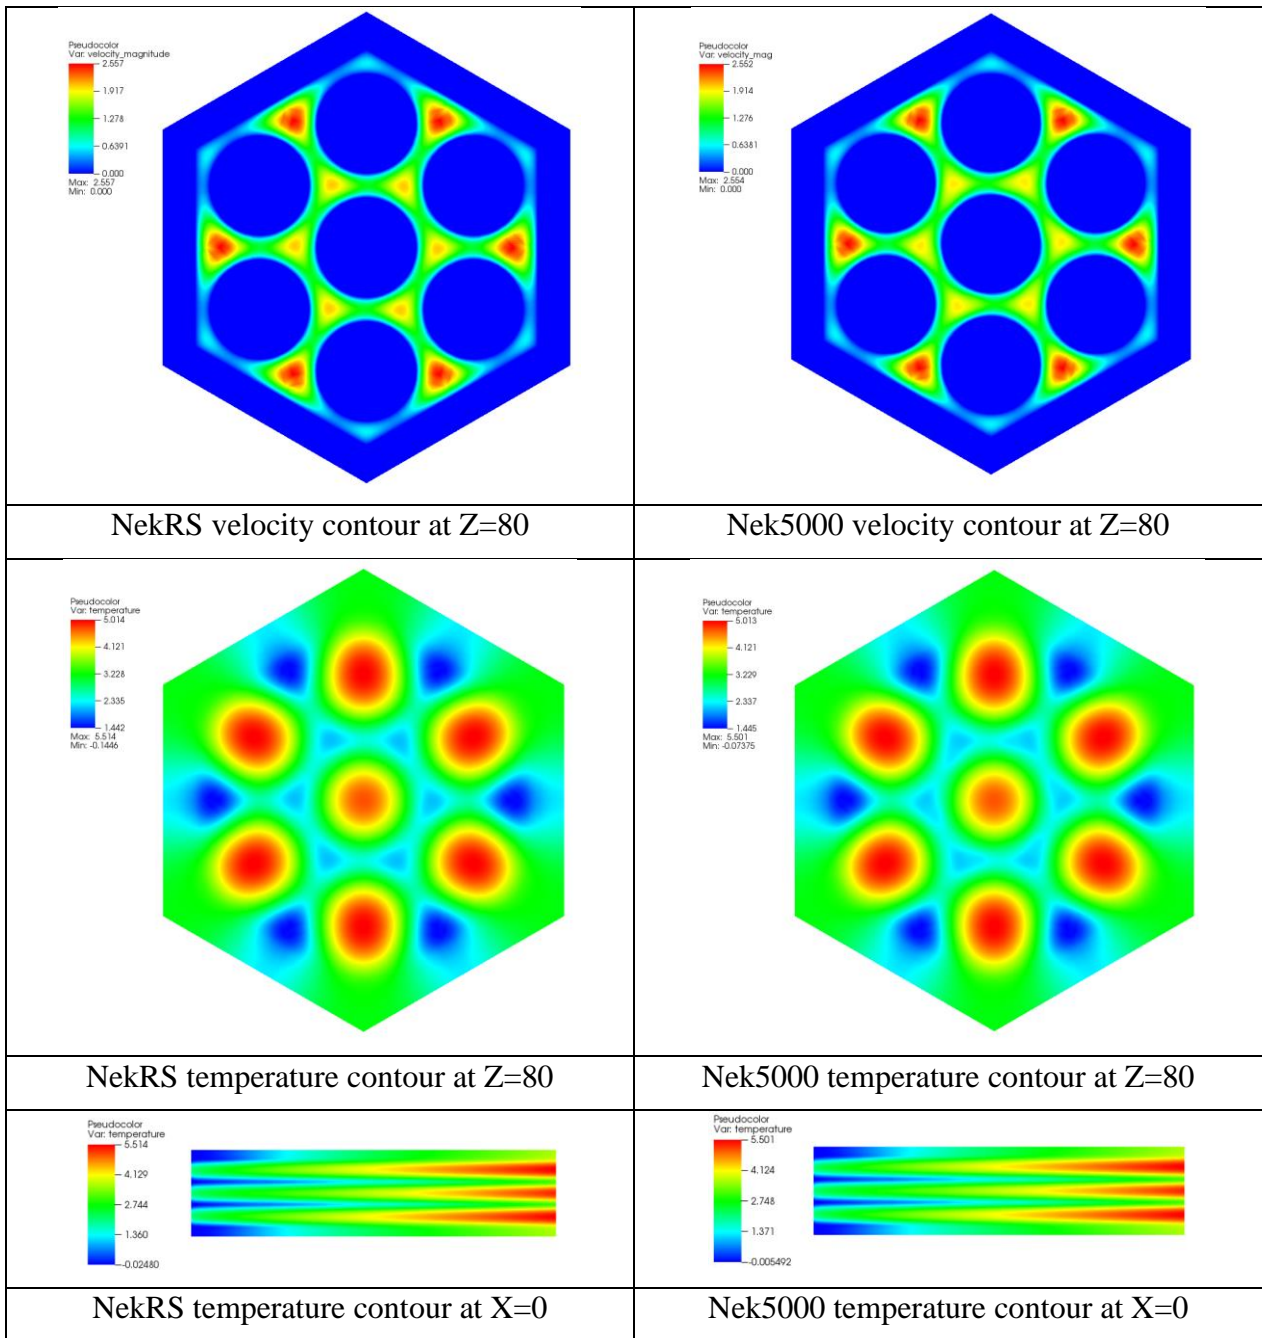 Pseudocolor
Var: velocity_magnitude
2.557
1.917
1.278
0.6391
0.000
Max: 2.557
Min: 0.000
Pseudocolor
Var: velocity_mag
2.552
1.914
1.276
0.6381
0.000
Max: 2.554
Min: 0.000
NekRS velocity contour at Z=80
Nek5000 velocity contour at Z=80
Pseudocolor
Var: temperature
5.014
4.121
3.228
2.335
1.442
Max: 5.514
Min: -0.1446
Pseudocolor
Var: temperature
5.013
4.121
3.229
2.337
1.445
Max: 5.501
Min: -0.07375
NekRS temperature contour at Z=80
Nek5000 temperature contour at Z=80
Pseudocolor
Var: temperature
5.514
4.129
2.744
1.360
-0.02480
Pseudocolor
Var: temperature
5.501
4.124
2.748
1.371
-0.005492
NekRS temperature contour at X=0
Nek5000 temperature contour at X=0